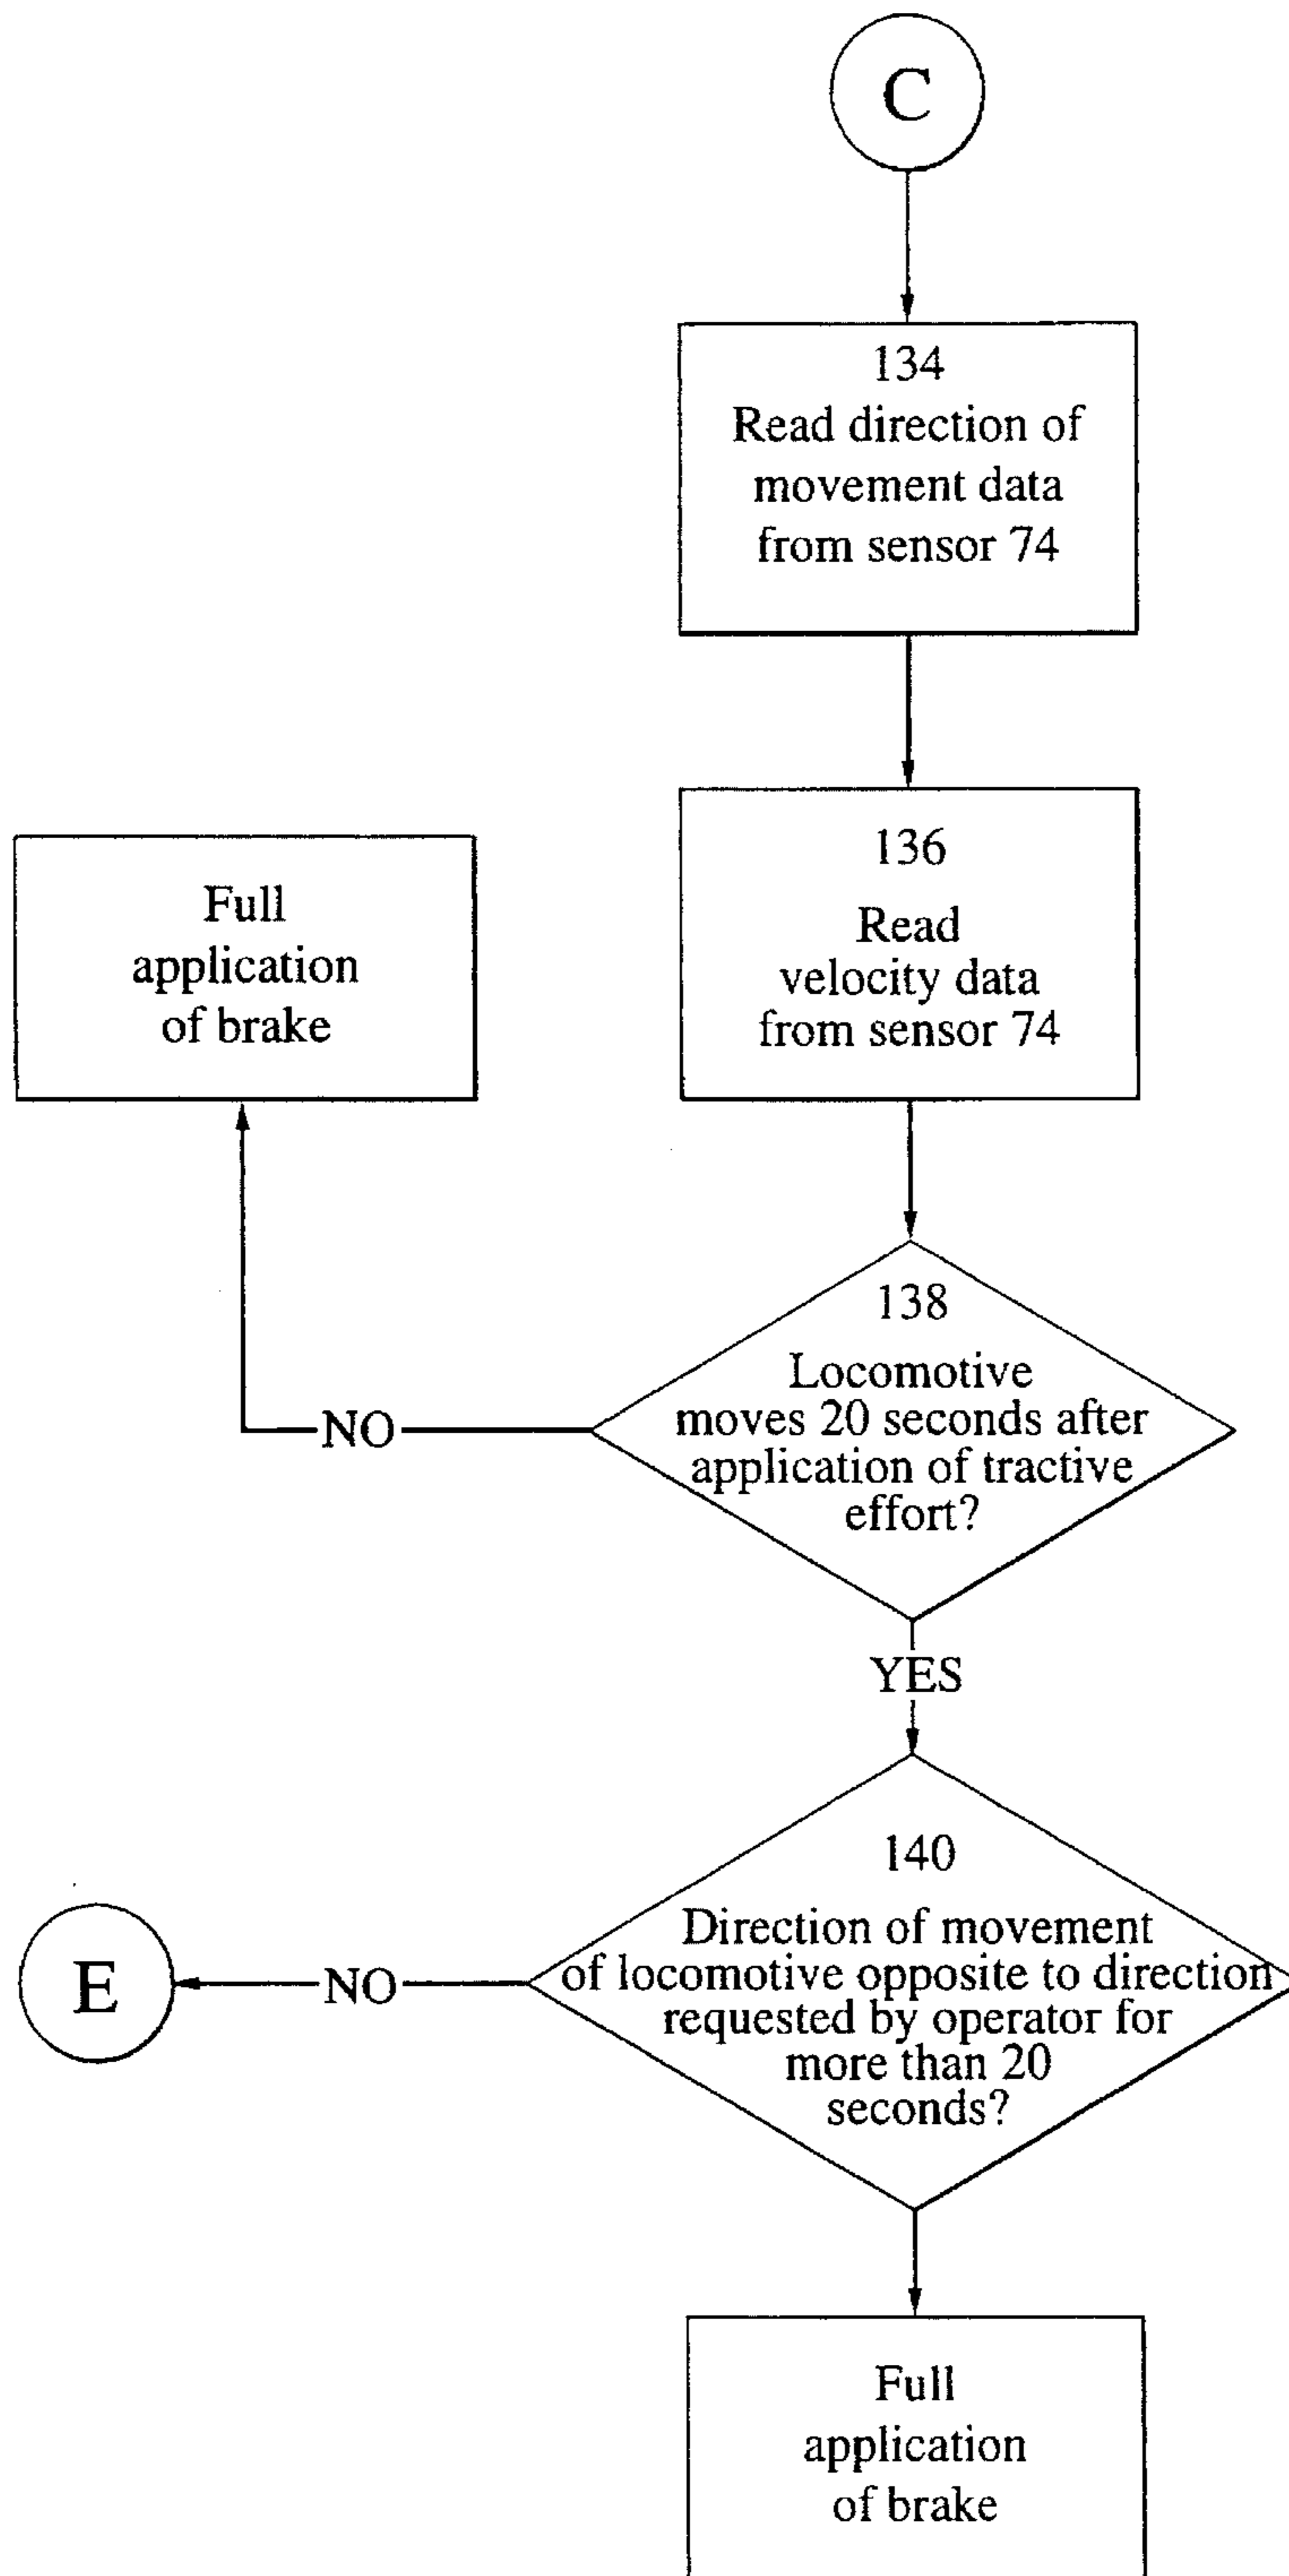 C
134
Read direction of
movement data
from sensor 74
136
Read
velocity data
from sensor 74
Full
application
of brake
138
Locomotive
moves 20 seconds after
application of tractive
effort?
NO
YES
140
Direction of movement
of locomotive opposite to direction
requested by operator for
more than 20
seconds?
NO
E
Full
application
of brake